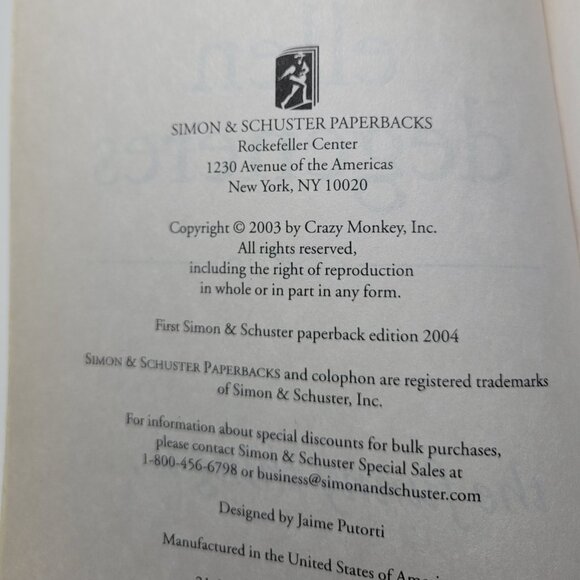 SIMON & SCHUSTER PAPERBACKS
Rockefeller Center
1230 Avenue of the Americas
New York, NY 10020
Copyright © 2003 by Crazy Monkey, Inc.
All rights reserved,
including the right of reproduction
in whole or in part in any form.
First Simon & Schuster paperback edition 2004
SIMON & SCHUSTER PAPERBACKS and colophon are registered trademarks
of Simon & Schuster, Inc.
For information about special discounts for bulk purchases,
please contact Simon & Schuster Special Sales at
1-800-456-6798 or business@simonandschuster.com
Designed by Jaime Putorti
Manufactured in the United States of